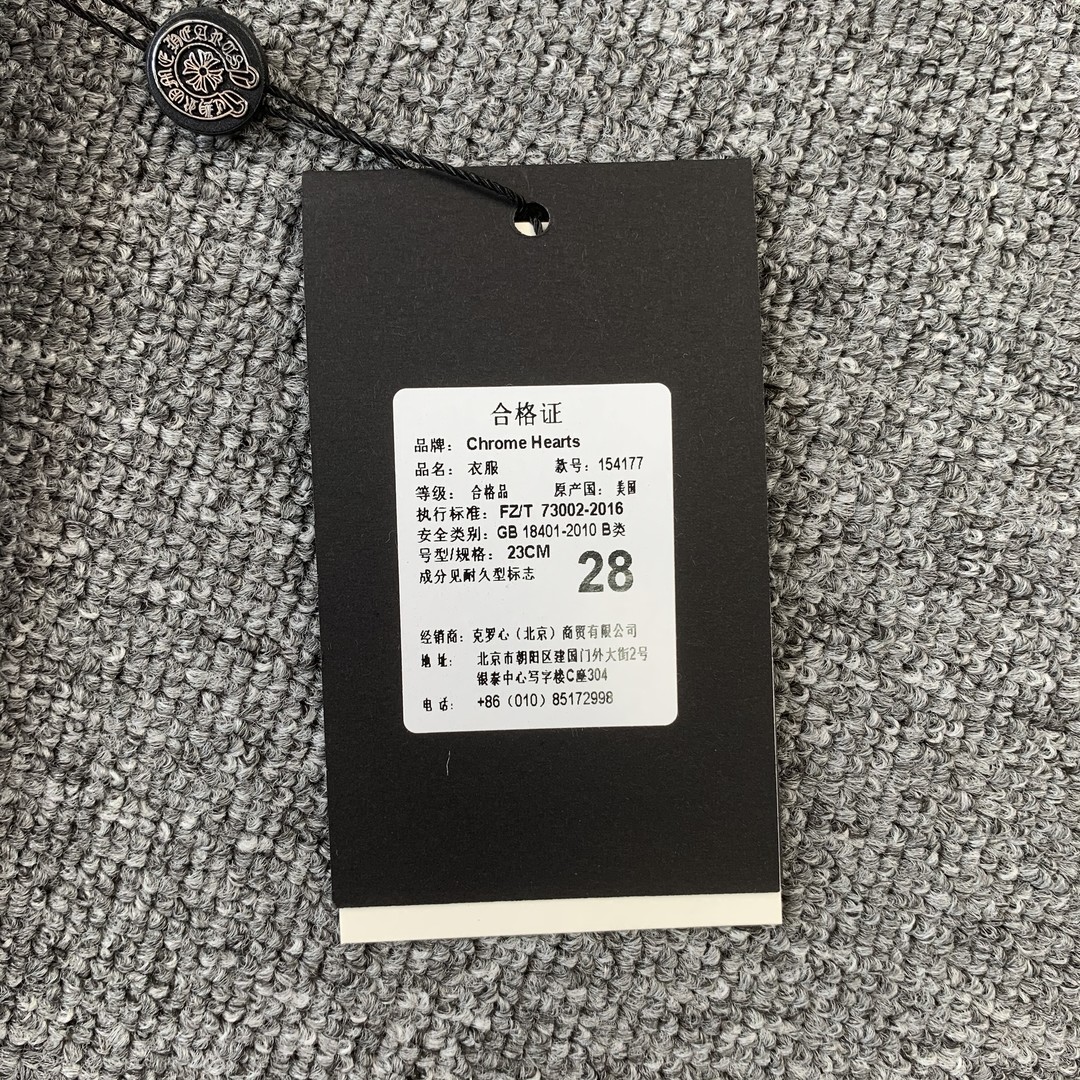 CHROME HEARTS
合格证
品牌: Chrome Hearts
品名: 衣服 款号: 154177
等级: 合格品 原产国: 美国
执行标准: FZ/T 73002-2016
安全类别: GB 18401-2010 B类
号型/规格: 23CM
成分见耐久型标志 28
经销商: 克罗心（北京）商贸有限公司
地址: 北京市朝阳区建国门外大街2号
银泰中心写字楼C座304
电话: +86（010）85172998